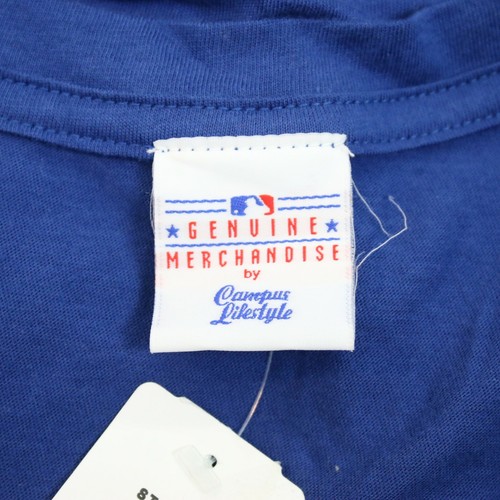 GENUINE
MERCHANDISE
by
Campus
Lifestyle